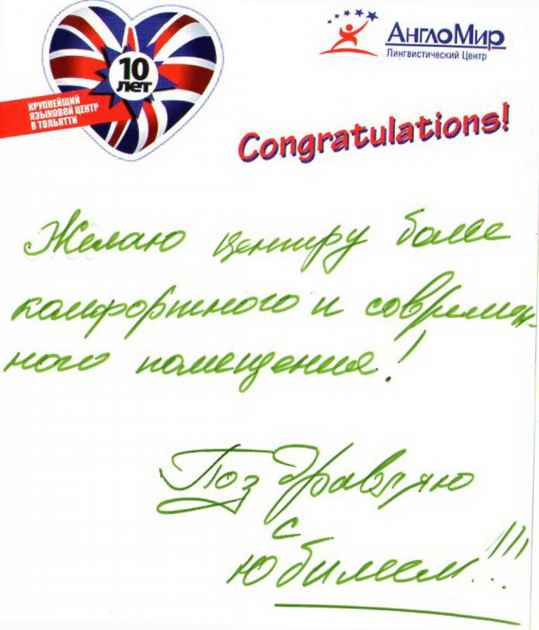 10
лет
КРУПНЕЙШИЙ
ЯЗЫКОВОЙ ЦЕНТР
В ТОЛЬЯТТИ
АнглоМир
Лингвистический Центр
Congratulations!
Желаю центру более
комфортного и современ-
ного помещения!
Поздравляю
с
юбилеем!!!